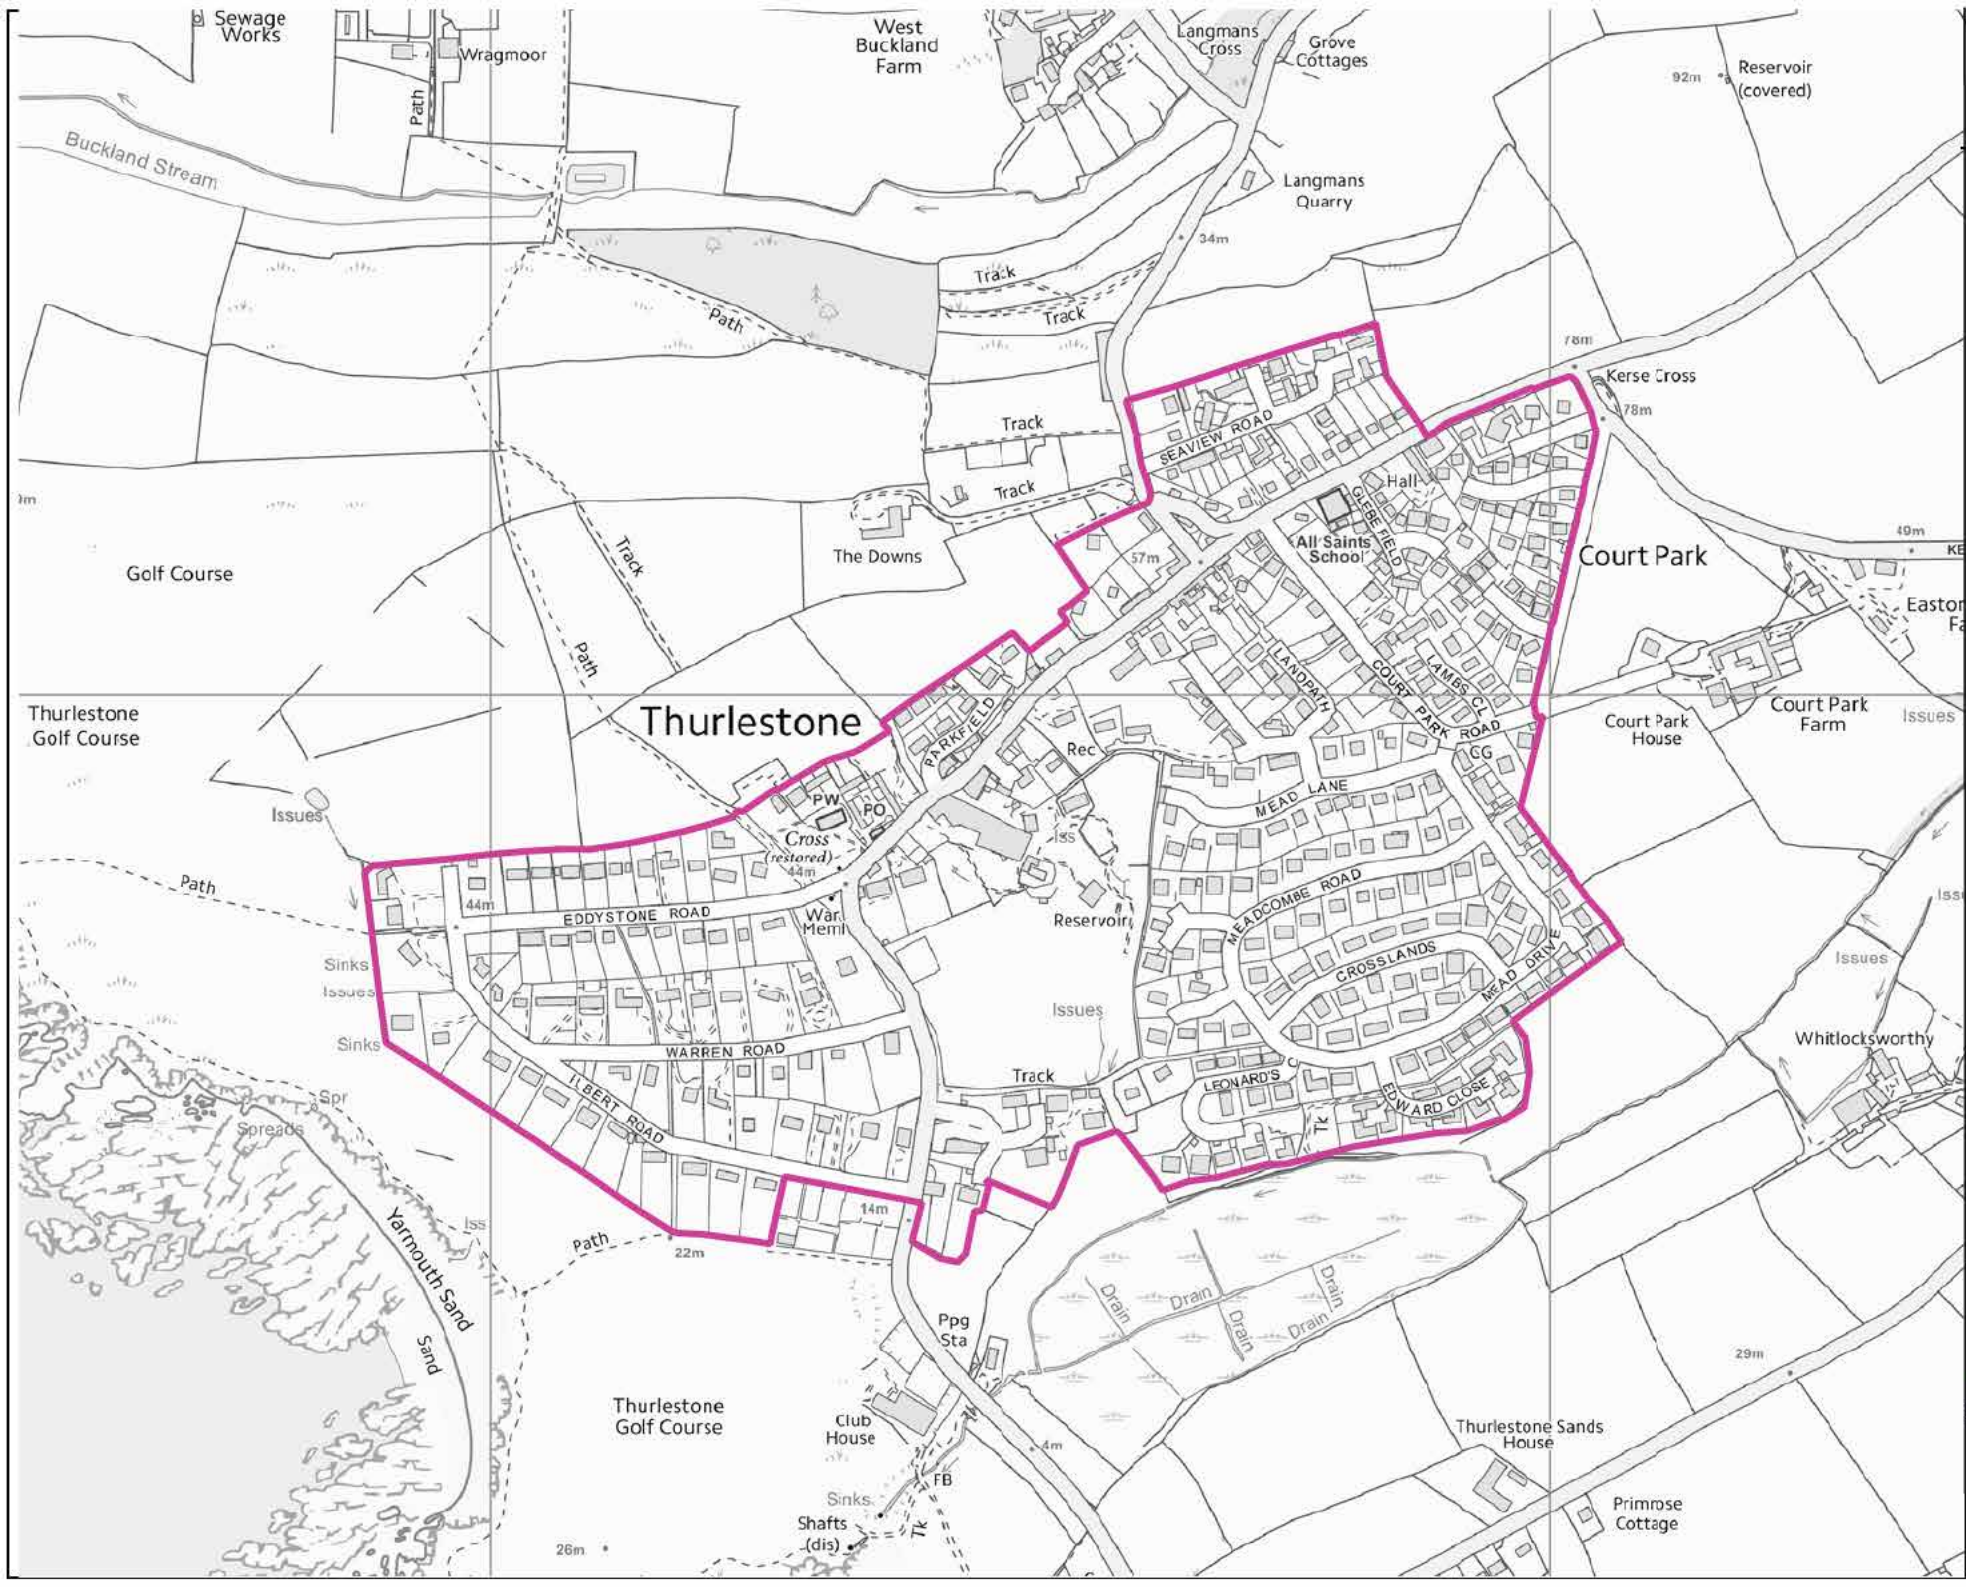 Sewage
Works
Wragmoor
Path
West
Buckland
Farm
Langmans
Cross
Grove
Cottages
92m
Reservoir
(covered)
Buckland Stream
Langmans
Quarry
34m
Track
Track
Path
78m
Kerse Cross
78m
Track
SEAVIEW ROAD
Track
Hall
GLEBE FIELD
All Saints
School
The Downs
57m
Court Park
49m
KE
Golf Course
Track
Path
Easton
LANDPATH
COURT PARK ROAD
LAMBS CL
Thurlestone
Golf Course
Thurlestone
PARKFIELD
Rec
CG
Court Park
House
Court Park
Farm
Issues
Issues
PW
PO
Cross
(restored)
44m
MEAD LANE
Iss
Path
44m
EDDYSTONE ROAD
War
Meml
Reservoir
MEADCOMBE ROAD
CROSSLANDS
MEAD DRIVE
Iss
Issues
Sinks
Issues
Sinks
Issues
WARREN ROAD
ILBERT ROAD
Track
LEONARD'S C
EDWARD CLOSE
Tk
Whitlocksworthy
Spr
Spreads
Iss
Yarmouth Sand
Sand
Path
22m
14m
Drain
Drain
Drain
Drain
Drain
Ppg
Sta
29m
Thurlestone
Golf Course
Club
House
4m
FB
Sinks
Shafts
(dis)
Tk
26m
Thurlestone Sands
House
Primrose
Cottage